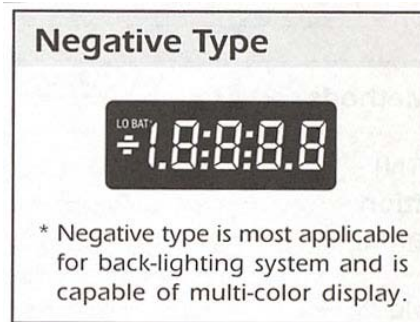 Negative Type
LO BAT
÷1.8:8:8.8
* Negative type is most applicable
for back-lighting system and is
capable of multi-color display.